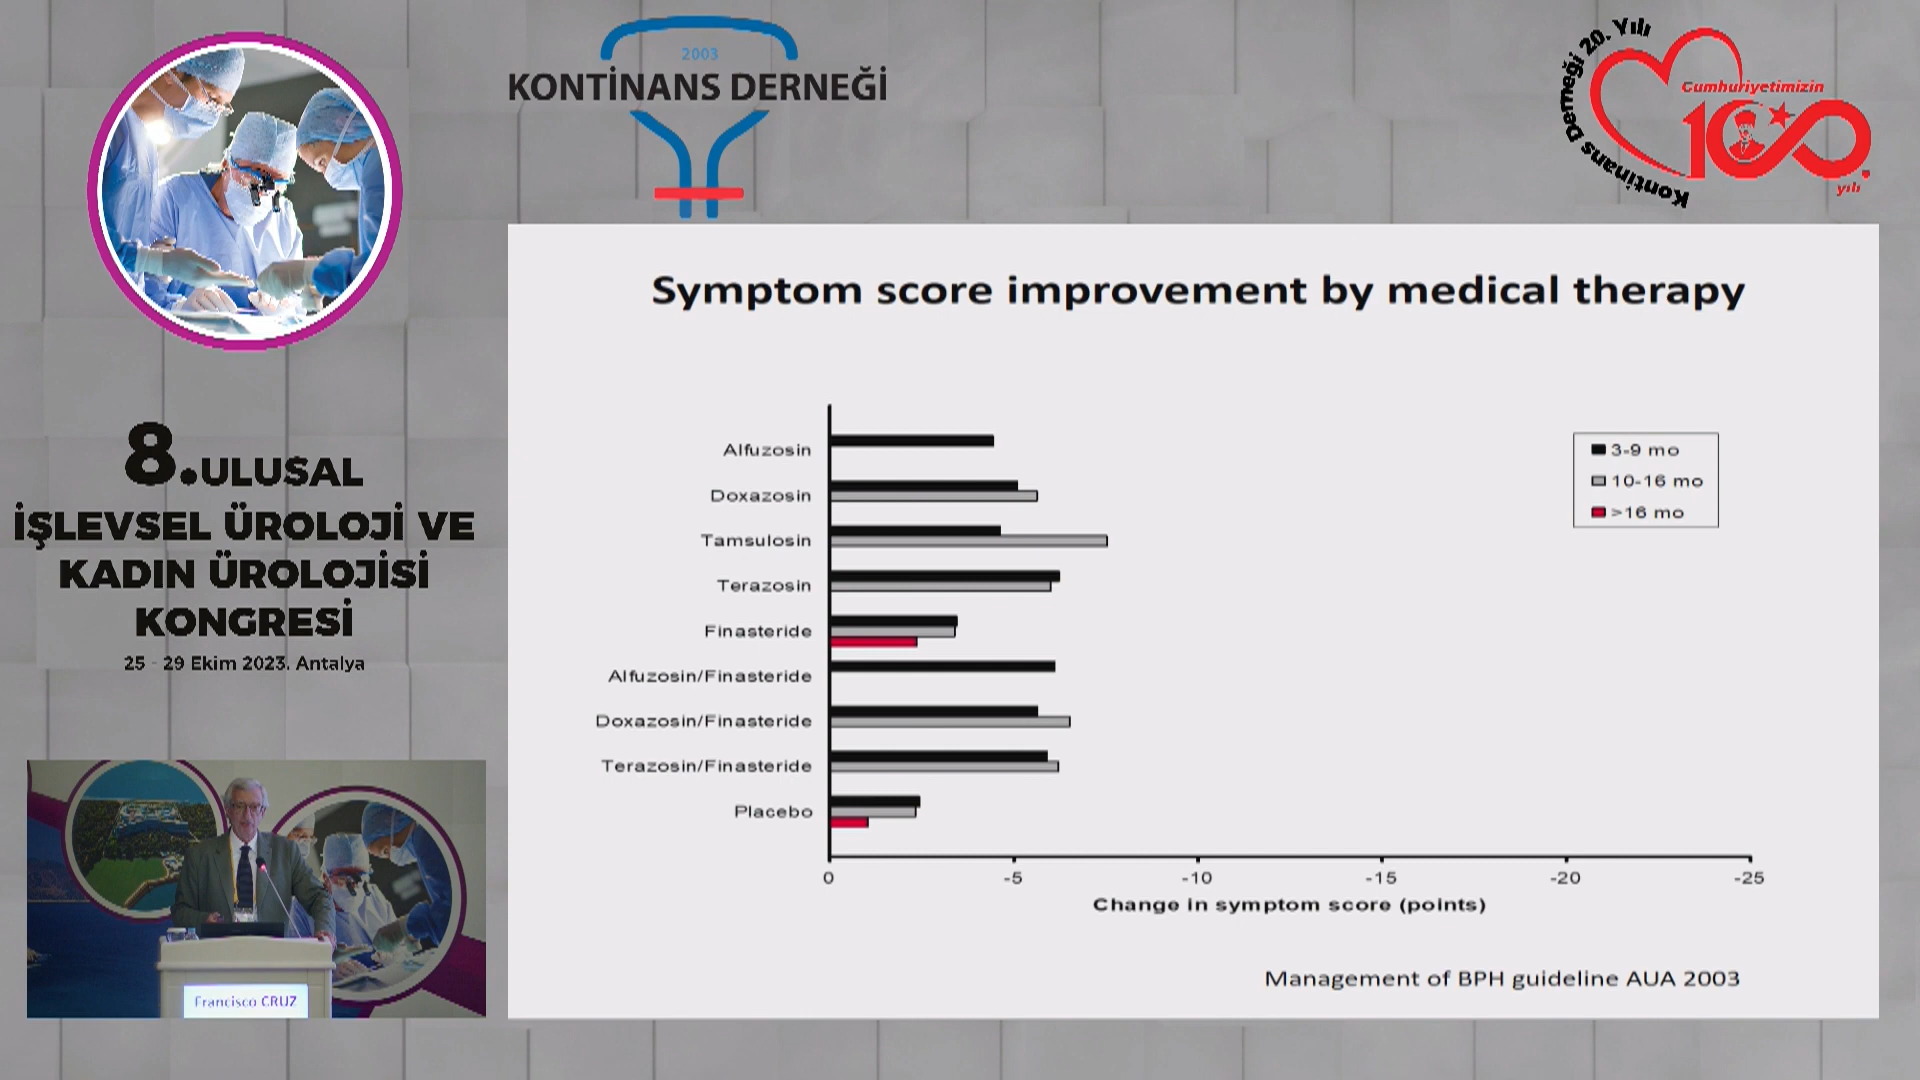 2003
KONTİNANS DERNEĞİ
Kontinans Derneği 20. Yılı
Cumhuriyetimizin
100.
yılı
8.ULUSAL
İŞLEVSEL ÜROLOJİ VE
KADIN ÜROLOJİSİ
KONGRESİ
25 - 29 Ekim 2023. Antalya
Francisco CRUZ
Symptom score improvement by medical therapy
3-9 mo
10-16 mo
>16 mo
Alfuzosin
Doxazosin
Tamsulosin
Terazosin
Finasteride
Alfuzosin/Finasteride
Doxazosin/Finasteride
Terazosin/Finasteride
Placebo
0 -5 -10 -15 -20 -25
Change in symptom score (points)
Management of BPH guideline AUA 2003